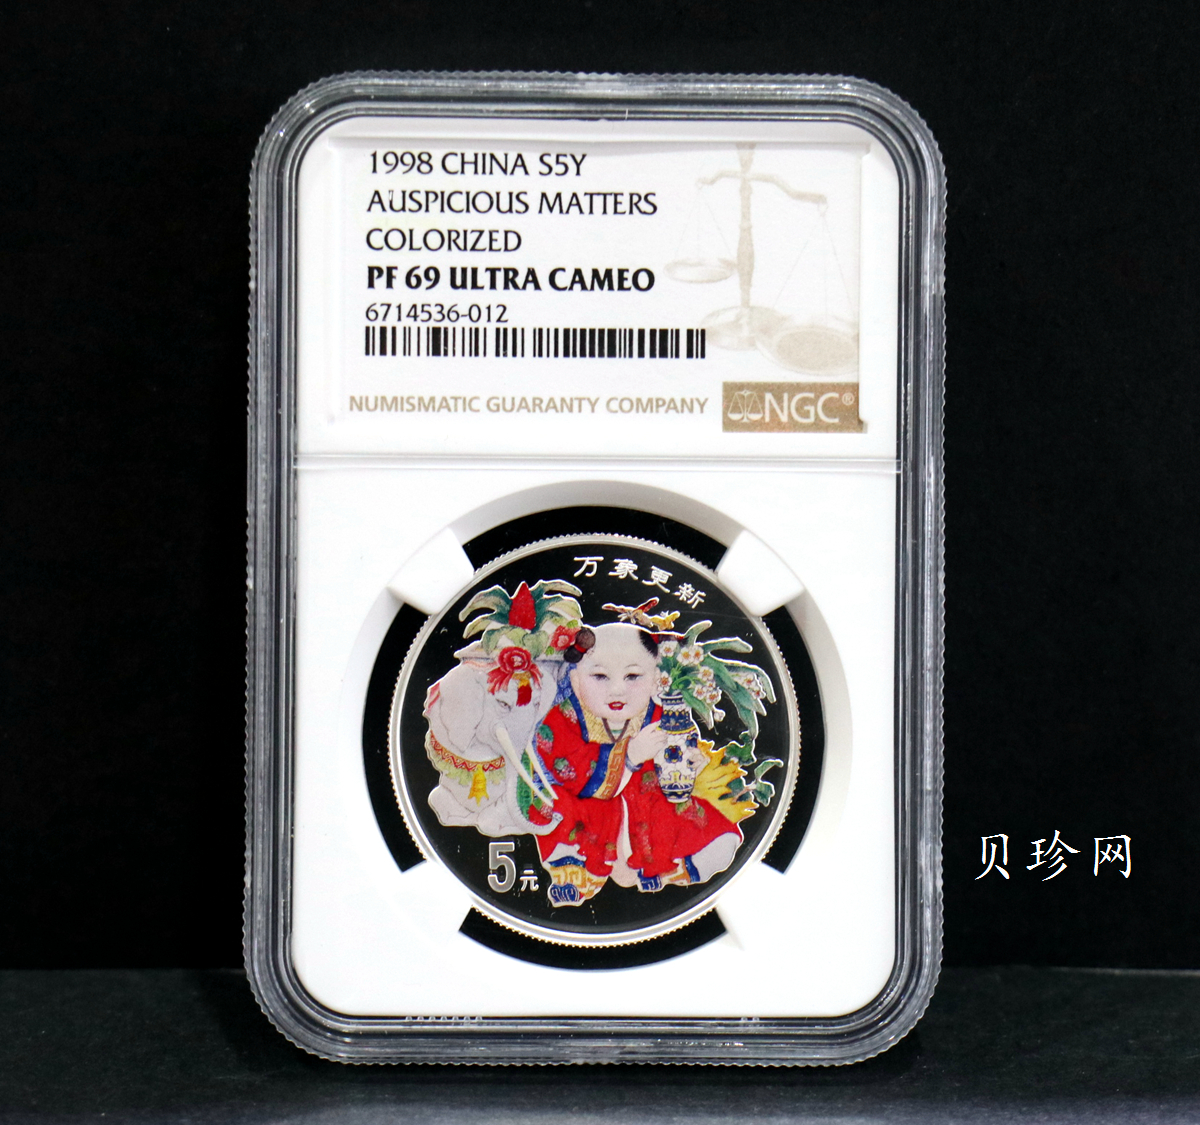 1998 CHINA S5Y
AUSPICIOUS MATTERS
COLORIZED
PF 69 ULTRA CAMEO
6714536-012
NUMISMATIC GUARANTY COMPANY
NGC®
万象更新
5元
贝珍网